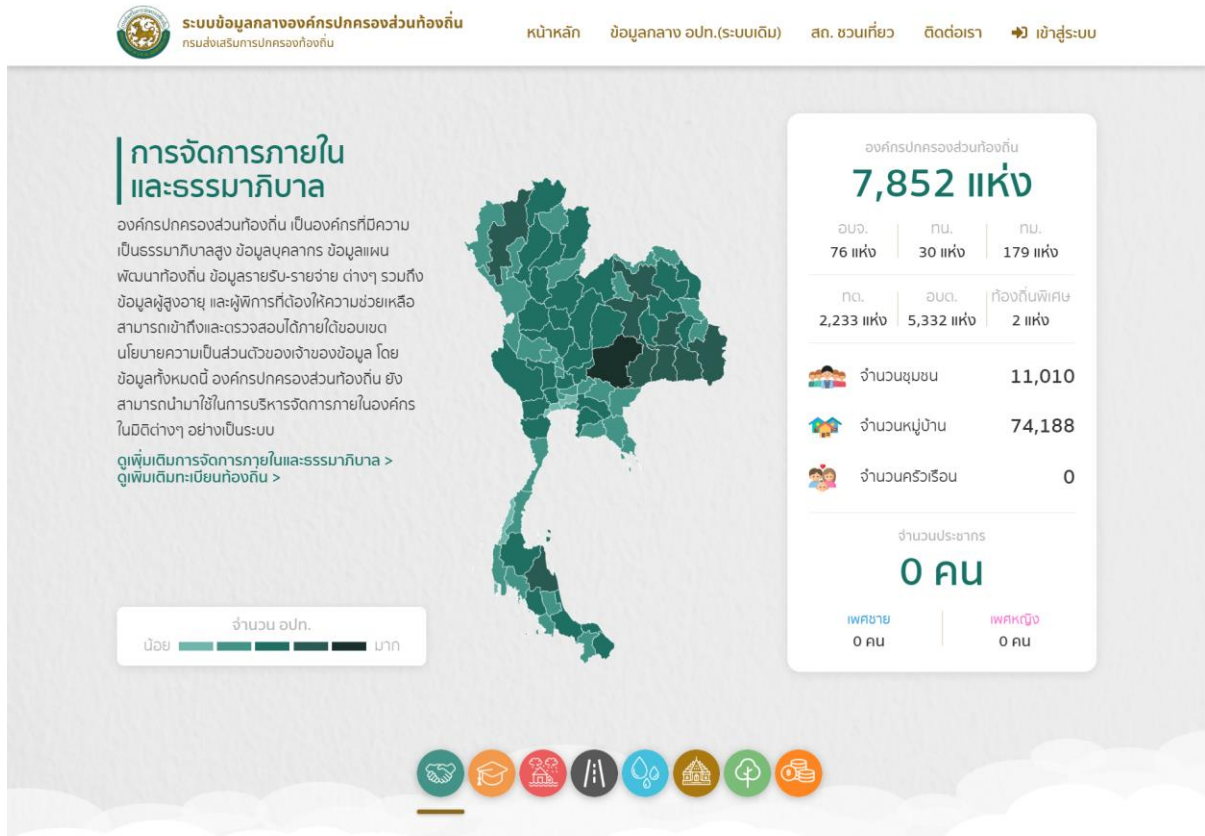 ระบบข้อมูลกลางองค์กรปกครองส่วนท้องถิ่น
กรมส่งเสริมการปกครองท้องถิ่น
หน้าหลัก ข้อมูลกลาง อปท.(ระบบเดิม) สถ. ชวนเที่ยว ติดต่อเรา เข้าสู่ระบบ
การจัดการภายใน
และธรรมาภิบาล
องค์กรปกครองส่วนท้องถิ่น เป็นองค์กรที่มีความ
เป็นธรรมาภิบาลสูง ข้อมูลบุคลากร ข้อมูลแผน
พัฒนาท้องถิ่น ข้อมูลรายรับ-รายจ่าย ต่างๆ รวมถึง
ข้อมูลผู้สูงอายุ และผู้พิการที่ต้องให้ความช่วยเหลือ
สามารถเข้าถึงและตรวจสอบได้ภายใต้ขอบเขต
นโยบายความเป็นส่วนตัวของเจ้าของข้อมูล โดย
ข้อมูลทั้งหมดนี้ องค์กรปกครองส่วนท้องถิ่น ยัง
สามารถนำมาใช้ในการบริหารจัดการภายในองค์กร
ในมิติต่างๆ อย่างเป็นระบบ
ดูเพิ่มเติมการจัดการภายในและธรรมาภิบาล >
ดูเพิ่มเติมทะเบียนท้องถิ่น >
จำนวน อปท.
น้อย มาก
องค์กรปกครองส่วนท้องถิ่น
7,852 แห่ง
อบจ. ทน. ทม.
76 แห่ง 30 แห่ง 179 แห่ง
ทต. อบต. ท้องถิ่นพิเศษ
2,233 แห่ง 5,332 แห่ง 2 แห่ง
จำนวนชุมชน 11,010
จำนวนหมู่บ้าน 74,188
จำนวนครัวเรือน 0
จำนวนประชากร
0 คน
เพศชาย เพศหญิง
0 คน 0 คน